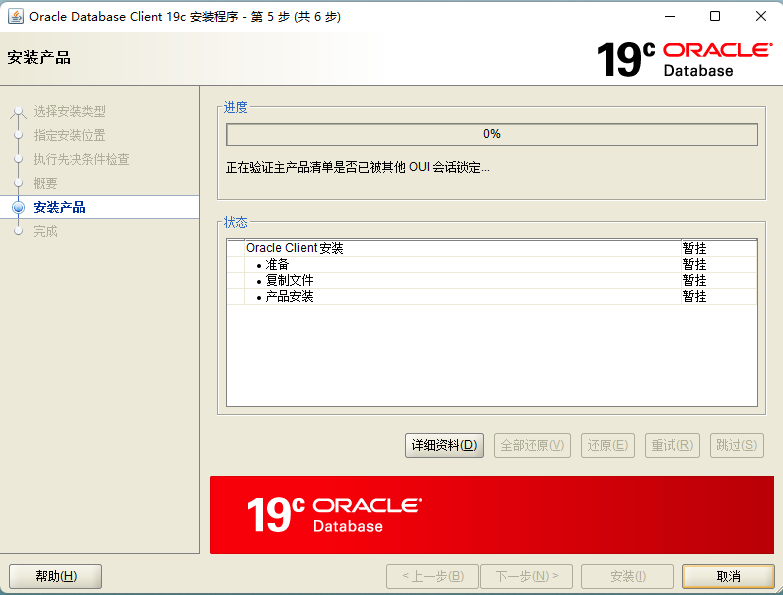 Oracle Database Client 19c 安装程序 - 第 5 步 (共 6 步)
安装产品
19c ORACLE
Database
选择安装类型
指定安装位置
执行先决条件检查
概要
安装产品
完成
进度
0%
正在验证主产品清单是否已被其他 OUI 会话锁定...
状态
Oracle Client 安装 暂挂
• 准备 暂挂
• 复制文件 暂挂
• 产品安装 暂挂
详细资料(D) 全部还原(V) 还原(E) 重试(R) 跳过(S)
19c ORACLE
Database
帮助(H) < 上一步(B) 下一步(N) > 安装(I) 取消